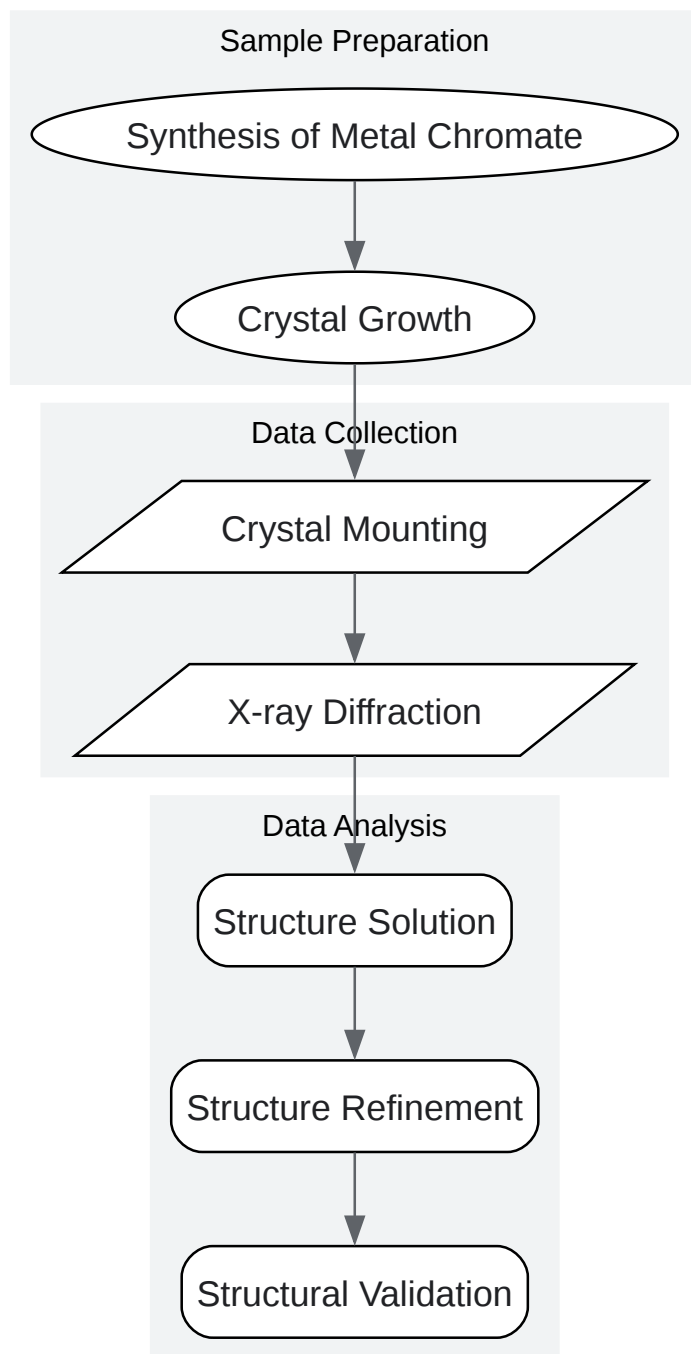 Sample Preparation
Synthesis of Metal Chromate
Crystal Growth
Data Collection
Crystal Mounting
X-ray Diffraction
Data Analysis
Structure Solution
Structure Refinement
Structural Validation